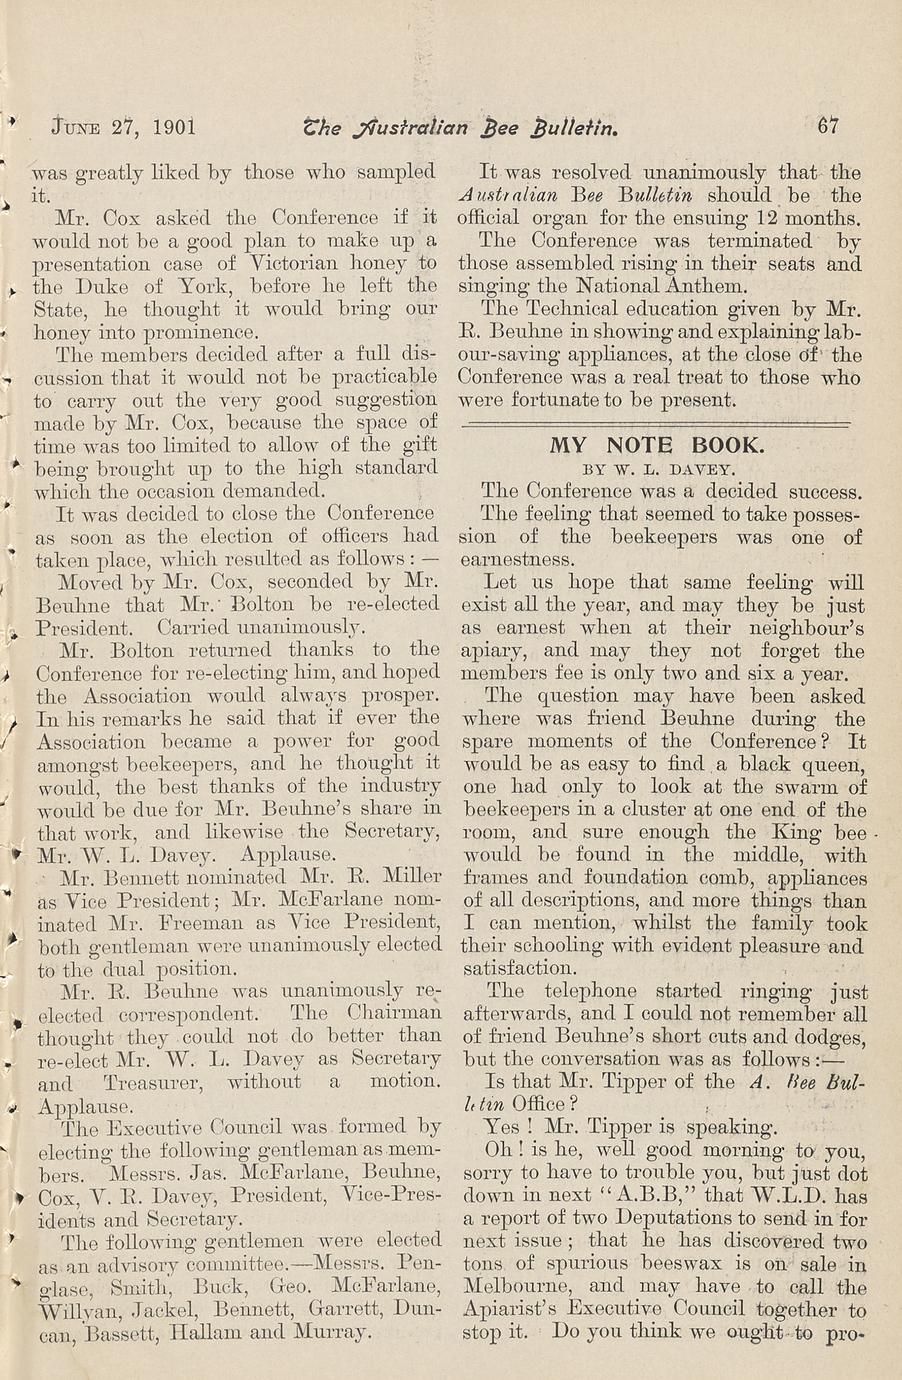 JUNE 27, 1901 The Australian Bee Bulletin. 67
was greatly liked by those who sampled
it.
Mr. Cox asked the Conference if it
would not be a good plan to make up a
presentation case of Victorian honey to
the Duke of York, before he left the
State, he thought it would bring our
honey into prominence.
The members decided after a full dis-
cussion that it would not be practicable
to carry out the very good suggestion
made by Mr. Cox, because the space of
time was too limited to allow of the gift
being brought up to the high standard
which the occasion demanded.
It was decided to close the Conference
as soon as the election of officers had
taken place, which resulted as follows : —
Moved by Mr. Cox, seconded by Mr.
Beuhne that Mr. Bolton be re-elected
President. Carried unanimously.
Mr. Bolton returned thanks to the
Conference for re-electing him, and hoped
the Association would always prosper.
In his remarks he said that if ever the
Association became a power for good
amongst beekeepers, and he thought it
would, the best thanks of the industry
would be due for Mr. Beuhne's share in
that work, and likewise the Secretary,
Mr. W. L. Davey. Applause.
Mr. Bennett nominated Mr. R. Miller
as Vice President; Mr. McFarlane nom-
inated Mr. Freeman as Vice President,
both gentleman were unanimously elected
to the dual position.
Mr. R. Beuhne was unanimously re-
elected correspondent. The Chairman
thought they could not do better than
re-elect Mr. W. L. Davey as Secretary
and Treasurer, without a motion.
Applause.
The Executive Council was formed by
electing the following gentleman as mem-
bers. Messrs. Jas. McFarlane, Beuhne,
Cox, V. R. Davey, President, Vice-Pres-
idents and Secretary.
The following gentlemen were elected
as an advisory committee.—Messrs. Pen-
glase, Smith, Buck, Geo. McFarlane,
Willyan, Jackel, Bennett, Garrett, Dun-
can, Bassett, Hallam and Murray.
It was resolved unanimously that the
Australian Bee Bulletin should be the
official organ for the ensuing 12 months.
The Conference was terminated by
those assembled rising in their seats and
singing the National Anthem.
The Technical education given by Mr.
R. Beuhne in showing and explaining lab-
our-saving appliances, at the close of the
Conference was a real treat to those who
were fortunate to be present.
MY NOTE BOOK.
BY W. L. DAVEY.
The Conference was a decided success.
The feeling that seemed to take posses-
sion of the beekeepers was one of
earnestness.
Let us hope that same feeling will
exist all the year, and may they be just
as earnest when at their neighbour's
apiary, and may they not forget the
members fee is only two and six a year.
The question may have been asked
where was friend Beuhne during the
spare moments of the Conference? It
would be as easy to find a black queen,
one had only to look at the swarm of
beekeepers in a cluster at one end of the
room, and sure enough the King bee
would be found in the middle, with
frames and foundation comb, appliances
of all descriptions, and more things than
I can mention, whilst the family took
their schooling with evident pleasure and
satisfaction.
The telephone started ringing just
afterwards, and I could not remember all
of friend Beuhne's short cuts and dodges,
but the conversation was as follows:—
Is that Mr. Tipper of the A. Bee Bul-
letin Office?
Yes ! Mr. Tipper is speaking.
Oh ! is he, well good morning to you,
sorry to have to trouble you, but just dot
down in next "A.B.B," that W.L.D. has
a report of two Deputations to send in for
next issue ; that he has discovered two
tons of spurious beeswax is on sale in
Melbourne, and may have to call the
Apiarist's Executive Council together to
stop it. Do you think we ought to pro-